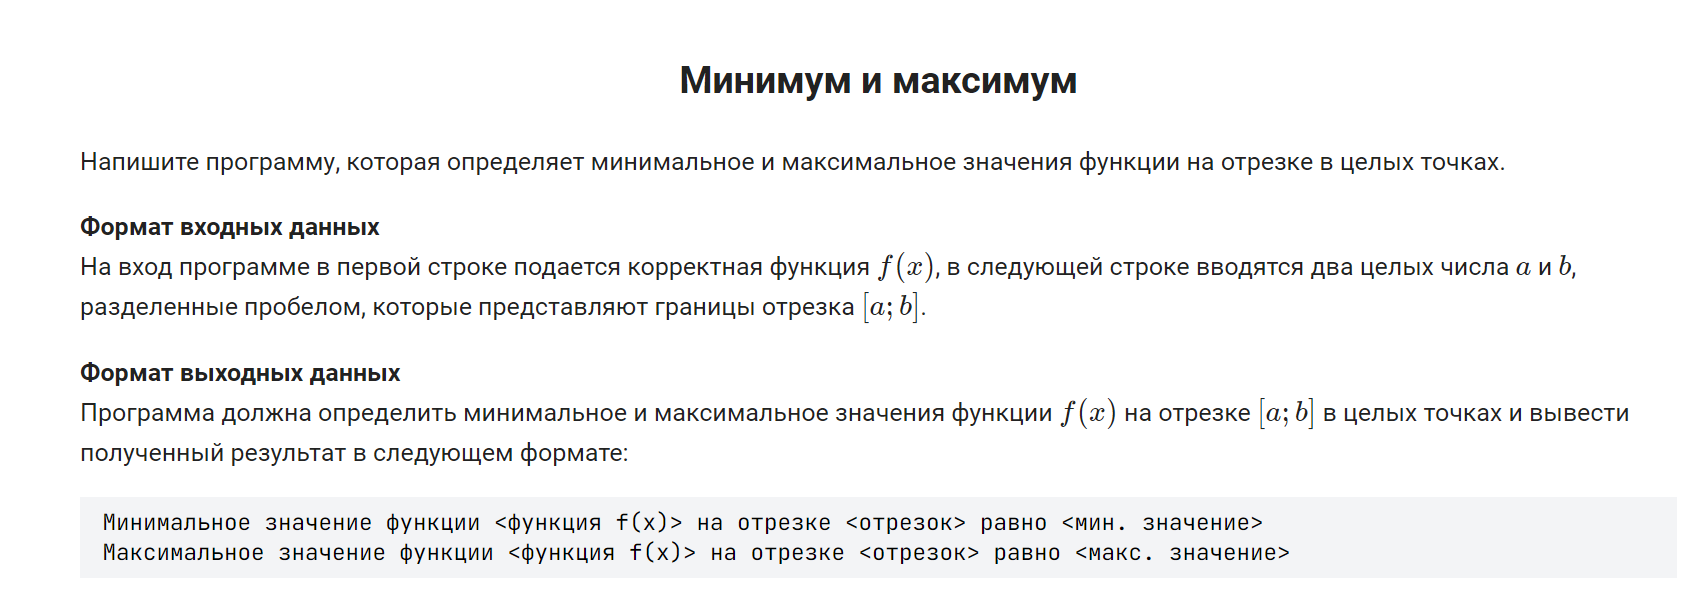 Минимум и максимум
Напишите программу, которая определяет минимальное и максимальное значения функции на отрезке в целых точках.
Формат входных данных
На вход программе в первой строке подается корректная функция f(x), в следующей строке вводятся два целых числа a и b,
разделенные пробелом, которые представляют границы отрезка [a; b].
Формат выходных данных
Программа должна определить минимальное и максимальное значения функции f(x) на отрезке [a; b] в целых точках и вывести
полученный результат в следующем формате:
Минимальное значение функции <функция f(x)> на отрезке <отрезок> равно <мин. значение>
Максимальное значение функции <функция f(x)> на отрезке <отрезок> равно <макс. значение>